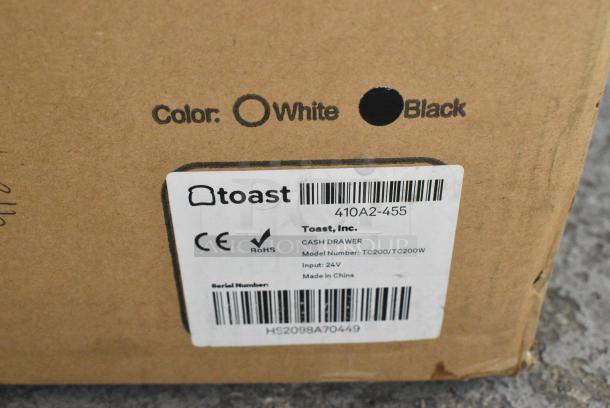 Color: White Black
toast
410A2-455
Toast, Inc.
CE RoHS
CASH DRAWER
Model Number: TC200/TC200W
Input: 24V
Made in China
Serial Number:
HS2098A70449